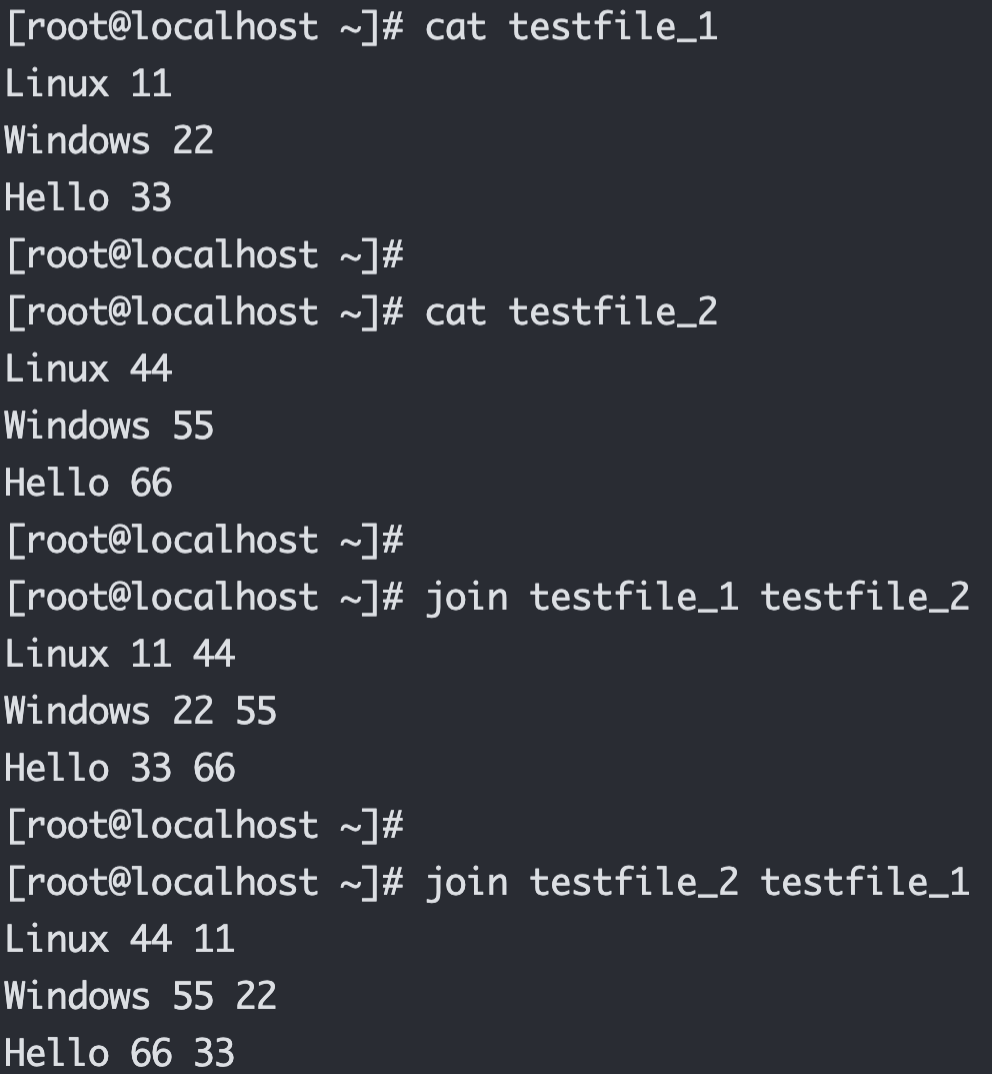 [root@localhost ~]# cat testfile_1
Linux 11
Windows 22
Hello 33
[root@localhost ~]#
[root@localhost ~]# cat testfile_2
Linux 44
Windows 55
Hello 66
[root@localhost ~]#
[root@localhost ~]# join testfile_1 testfile_2
Linux 11 44
Windows 22 55
Hello 33 66
[root@localhost ~]#
[root@localhost ~]# join testfile_2 testfile_1
Linux 44 11
Windows 55 22
Hello 66 33